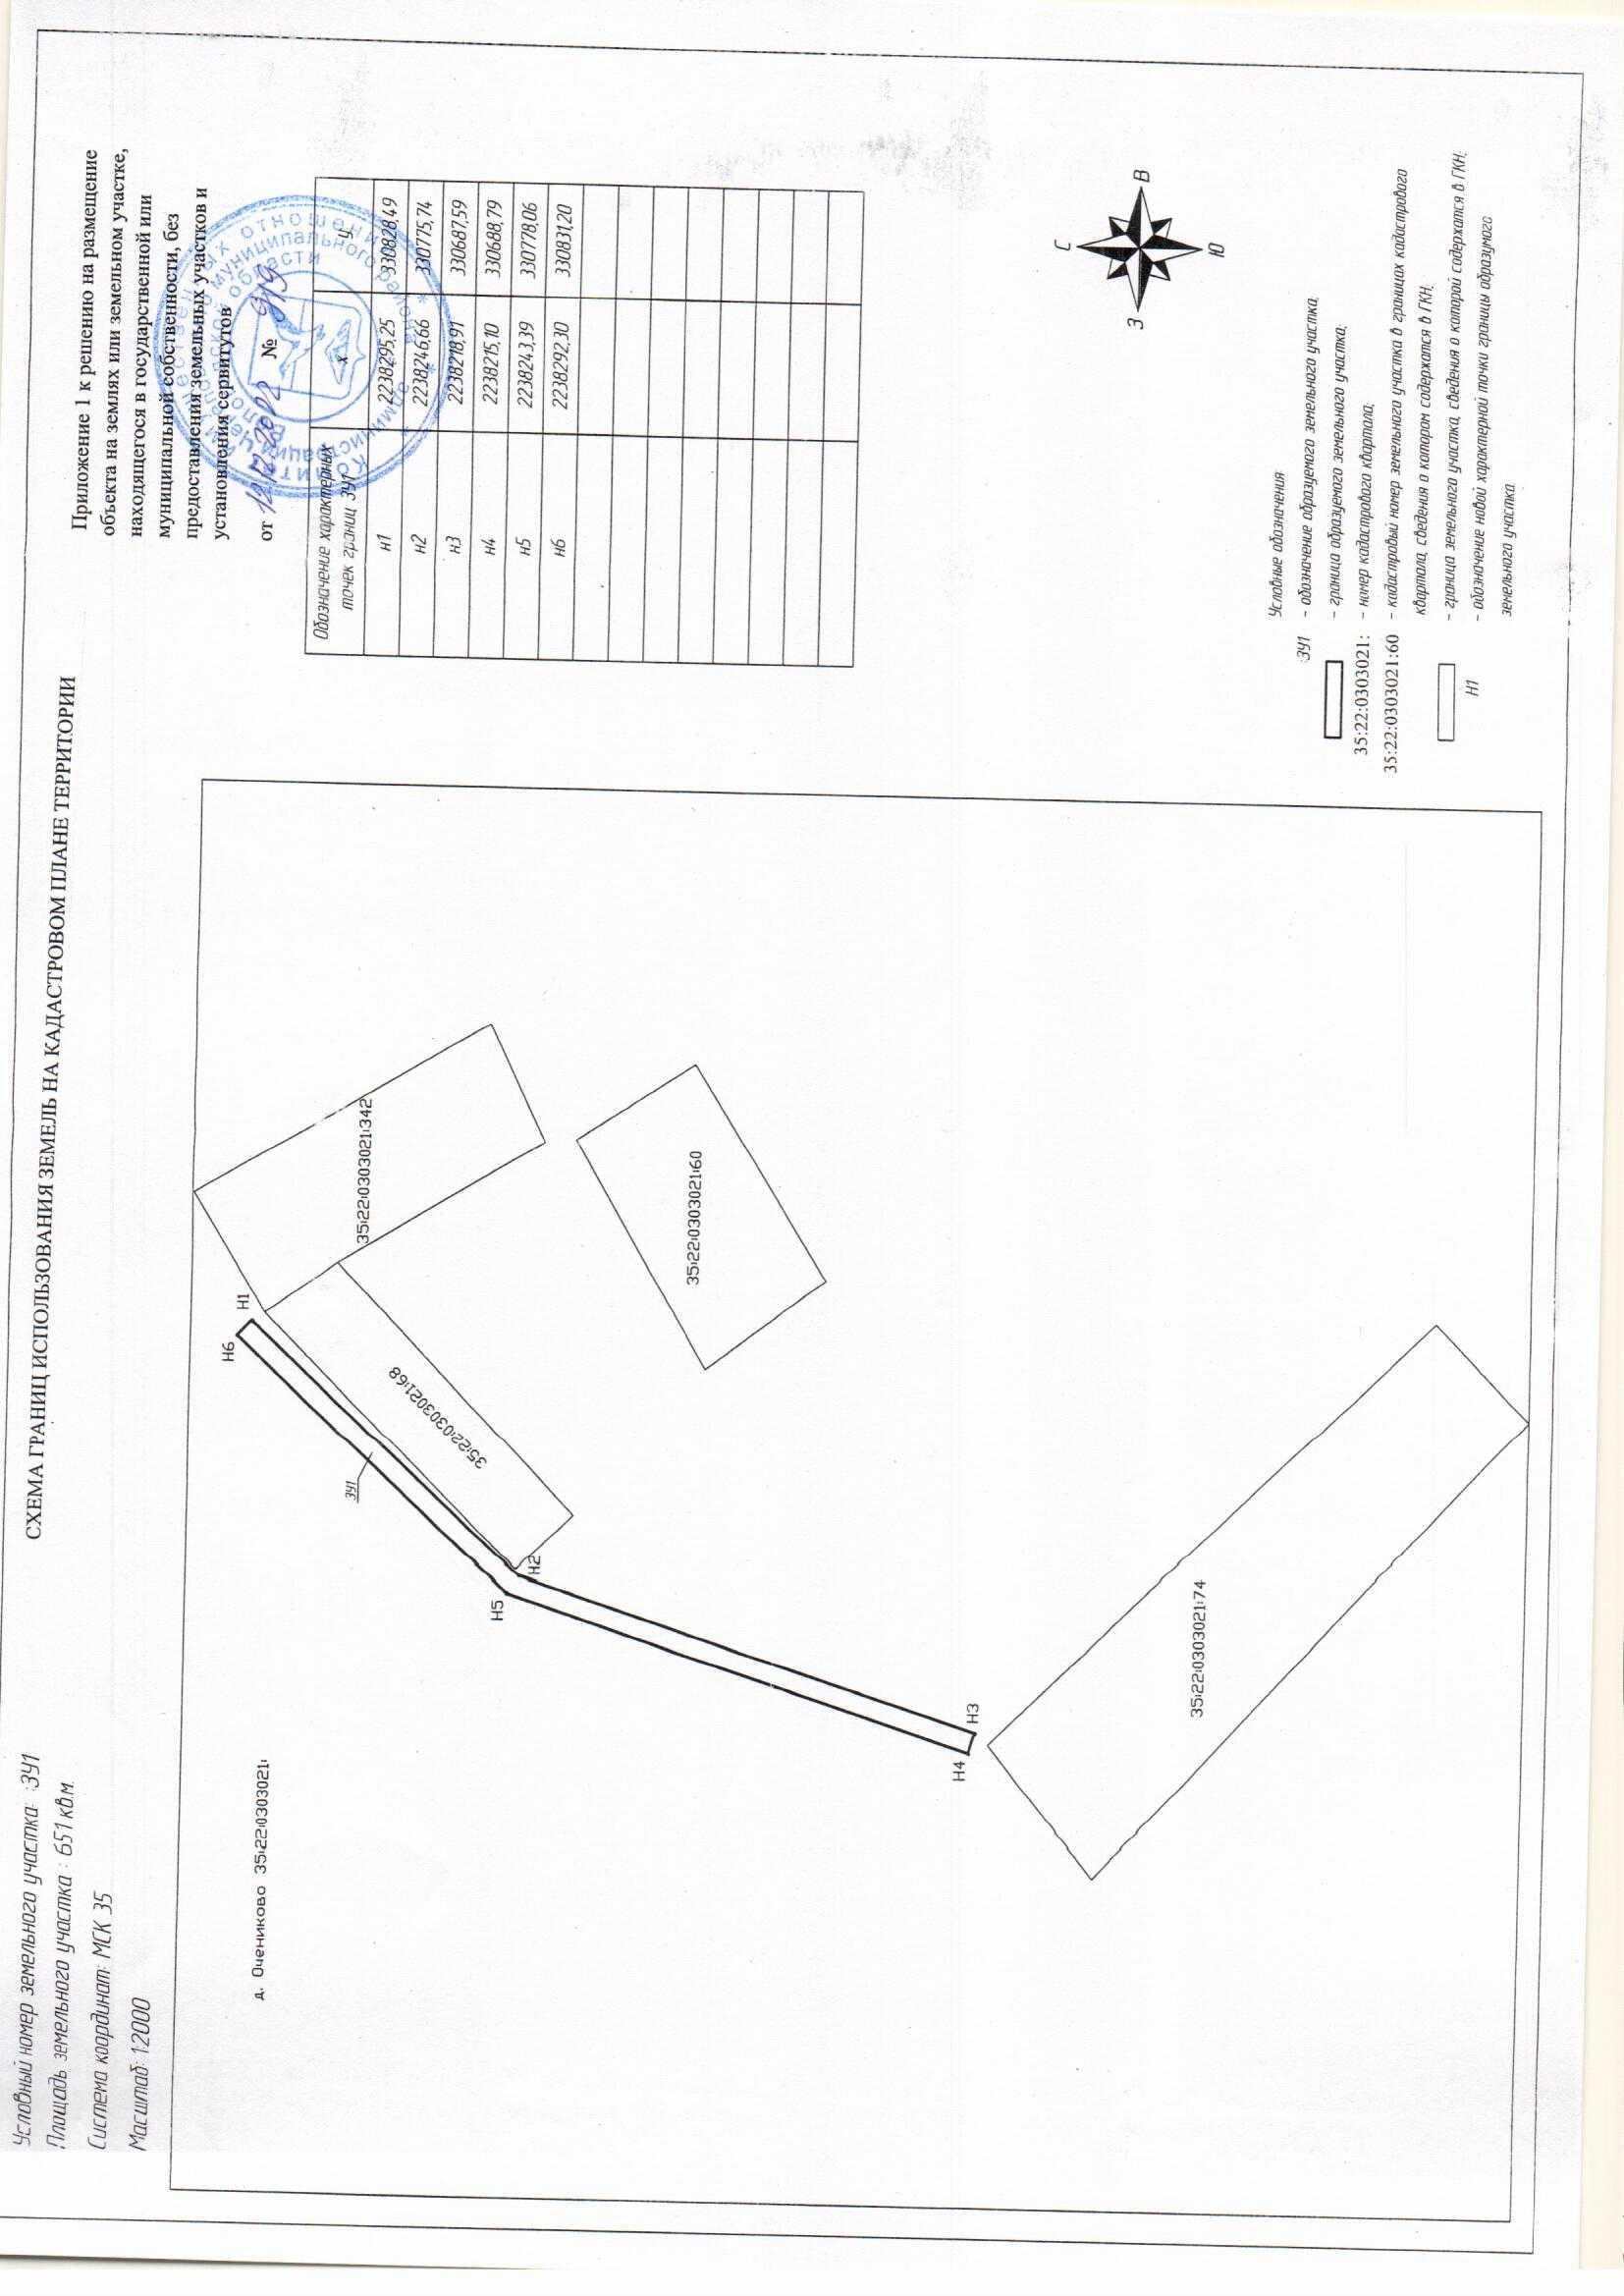 Условный номер земельного участка: :ЗУ1
Площадь земельного участка : 651 кв.м.
Система координат: МСК 35
Масштаб: 1:2000
СХЕМА ГРАНИЦ ИСПОЛЬЗОВАНИЯ ЗЕМЕЛЬ НА КАДАСТРОВОМ ПЛАНЕ ТЕРРИТОРИИ
Приложение 1 к решению на размещение
объекта на землях или земельном участке,
находящегося в государственной или
муниципальной собственности, без
предоставления земельных участков и
установления сервитутов
от 12.12.2022 № 919
Обозначение характерных точек границ ЗУ1 х у
н1 2238295,25 330828,49
н2 2238246,66 330775,74
н3 2238218,91 330687,59
н4 2238215,10 330688,79
н5 2238243,39 330778,06
н6 2238292,30 330831,20
д. Очениково 35:22:0303021:
Н6
Н1
ЗУ1
35:22:0303021:342
35:22:0303021:68
Н5
Н2
35:22:0303021:60
Н4
Н3
35:22:0303021:74
С
З
В
Ю
Условные обозначения
:ЗУ1 - обозначение образуемого земельного участка
- граница образуемого земельного участка,
35:22:0303021: - номер кадастрового квартала,
35:22:0303021:60 - кадастровый номер земельного участка в границах кадастрового
квартала, сведения о котором содержатся в ГКН.
- граница земельного участка, сведения о которой содержатся в ГКН.
Н1 - обозначение новой характерной точки границы образумого
земельного участка